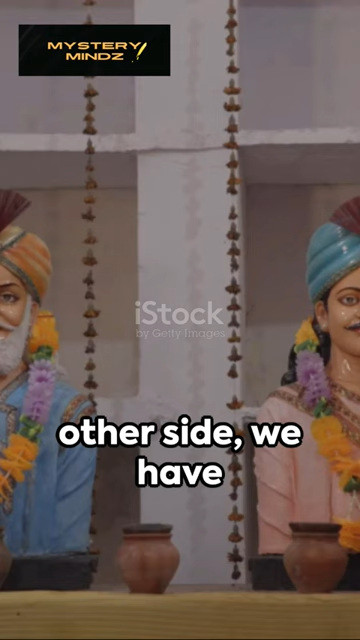 MYSTERY
MINDZ !
iStock
by Getty Images
other side, we
have